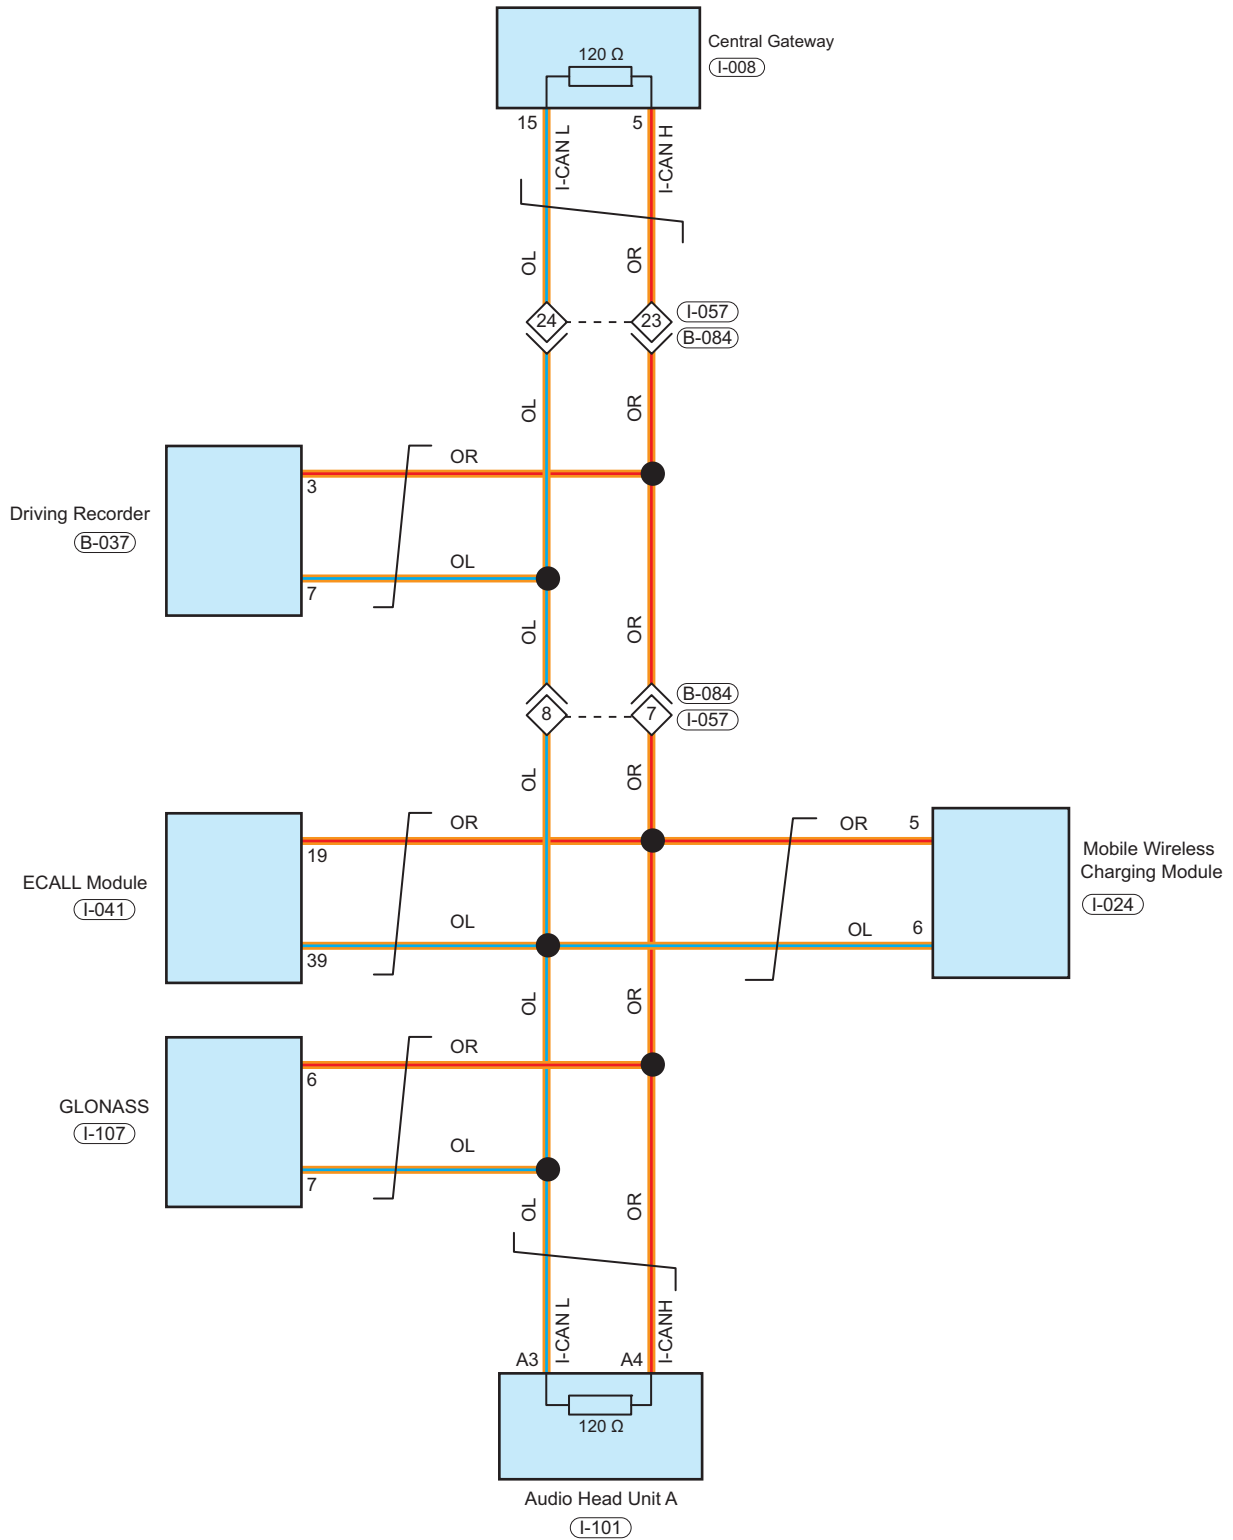 120 Ω
Central Gateway
I-008
15
5
I-CAN L
I-CAN H
OL
OR
24
23
I-057
B-084
OL
OR
OR
3
Driving Recorder
B-037
OL
7
OL
OR
B-084
8
7
I-057
OL
OR
OR
19
OR
5
Mobile Wireless
Charging Module
I-024
ECALL Module
I-041
OL
39
OL
6
OL
OR
OR
6
GLONASS
I-107
OL
7
OL
OR
I-CAN L
I-CANH
A3
A4
120 Ω
Audio Head Unit A
I-101